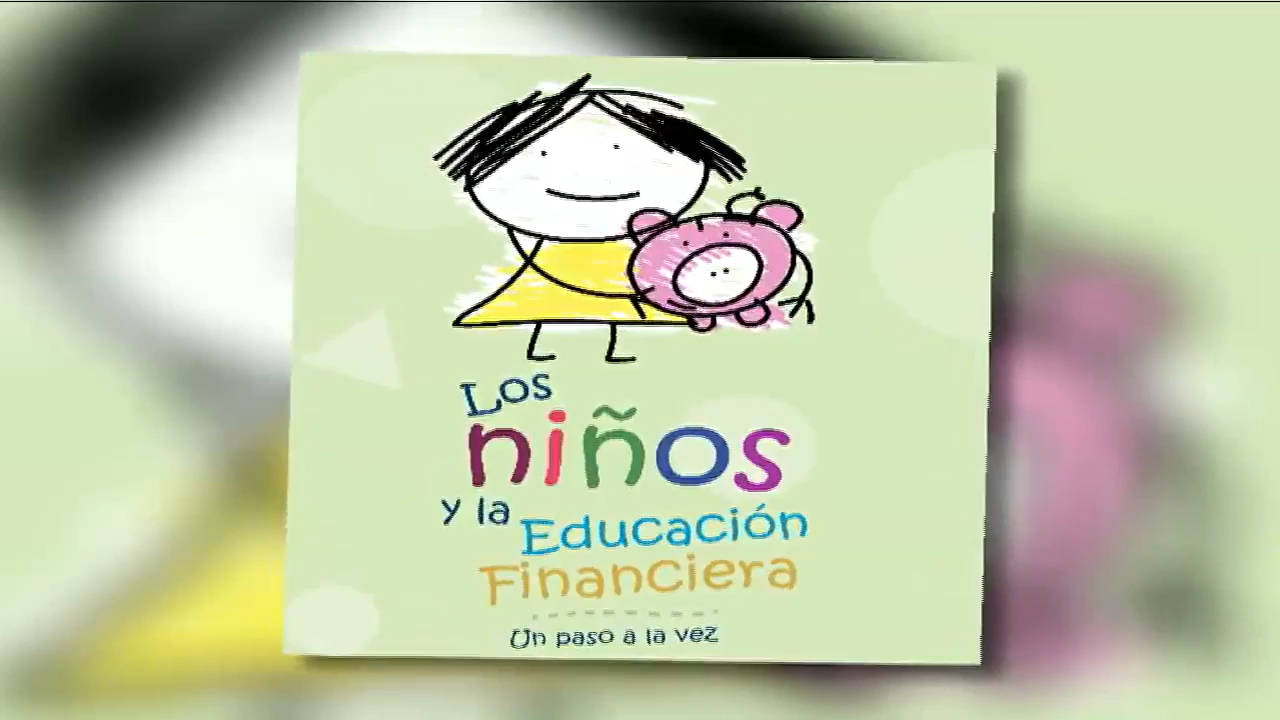 Los
niños
y la Educación
Financiera
Un paso a la vez